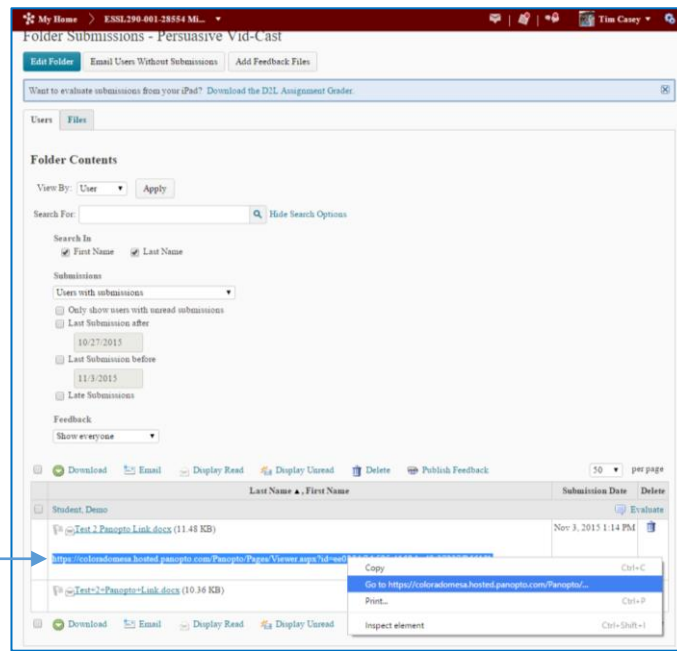 My Home > ESSL290-001-28554 Mi... Tim Casey
Folder Submissions - Persuasive Vid-Cast
Edit Folder Email Users Without Submissions Add Feedback Files
Want to evaluate submissions from your iPad? Download the D2L Assignment Grader.
Users Files
Folder Contents
View By: User Apply
Search For: Hide Search Options
Search In
First Name Last Name
Submissions
Users with submissions
Only show users with unread submissions
Last Submission after
10/27/2015
Last Submission before
11/3/2015
Late Submissions
Feedback
Show everyone
Download Email Display Read Display Unread Delete Publish Feedback 50 per page
Last Name ▲, First Name Submission Date Delete
Student, Demo Evaluate
Test 2 Panopto Link.docx (11.48 KB) Nov 3, 2015 1:14 PM
https://coloradomesa.hosted.panopto.com/Panopto/Pages/Viewer.aspx?id=
Copy Ctrl+C
Go to https://coloradomesa.hosted.panopto.com/Panopto/...
Test+2+Panopto+Link.docx (10.36 KB)
Print... Ctrl+P
Download Email Display Read Display Unread
Inspect element Ctrl+Shift+I